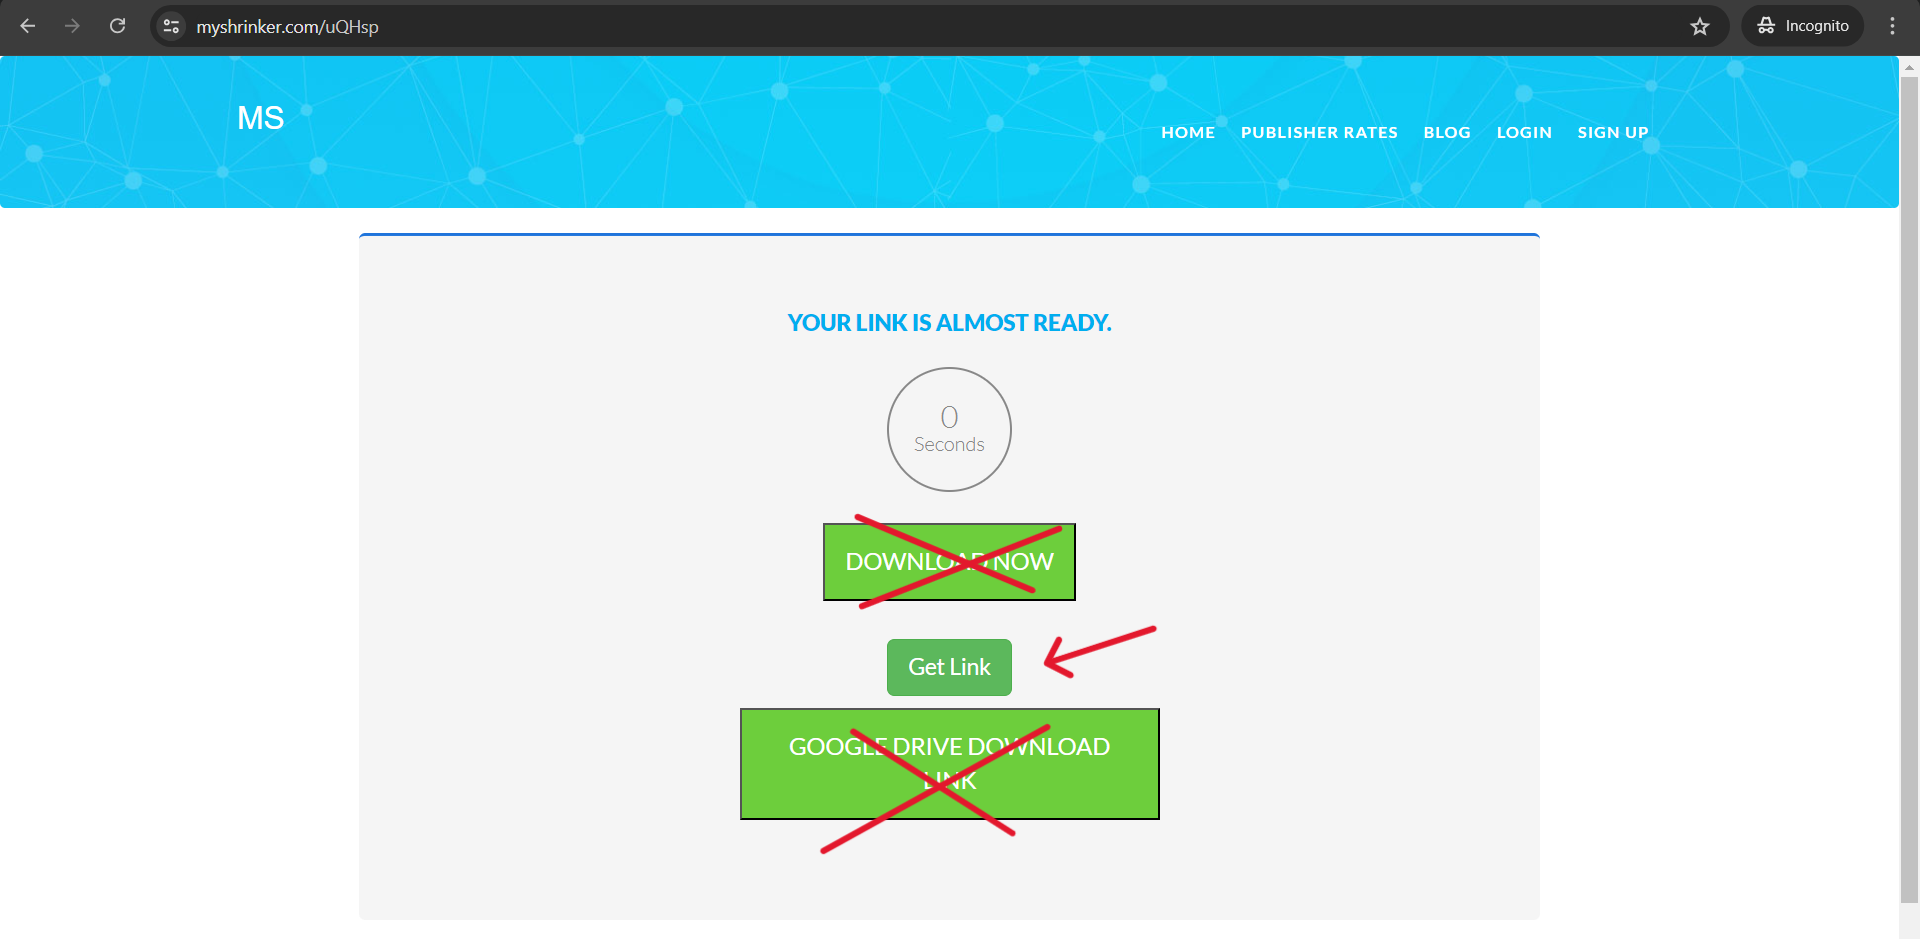 myshrinker.com/uQHsp
Incognito
MS
HOME PUBLISHER RATES BLOG LOGIN SIGN UP
YOUR LINK IS ALMOST READY.
0
Seconds
DOWNLOAD NOW
Get Link
GOOGLE DRIVE DOWNLOAD
LINK